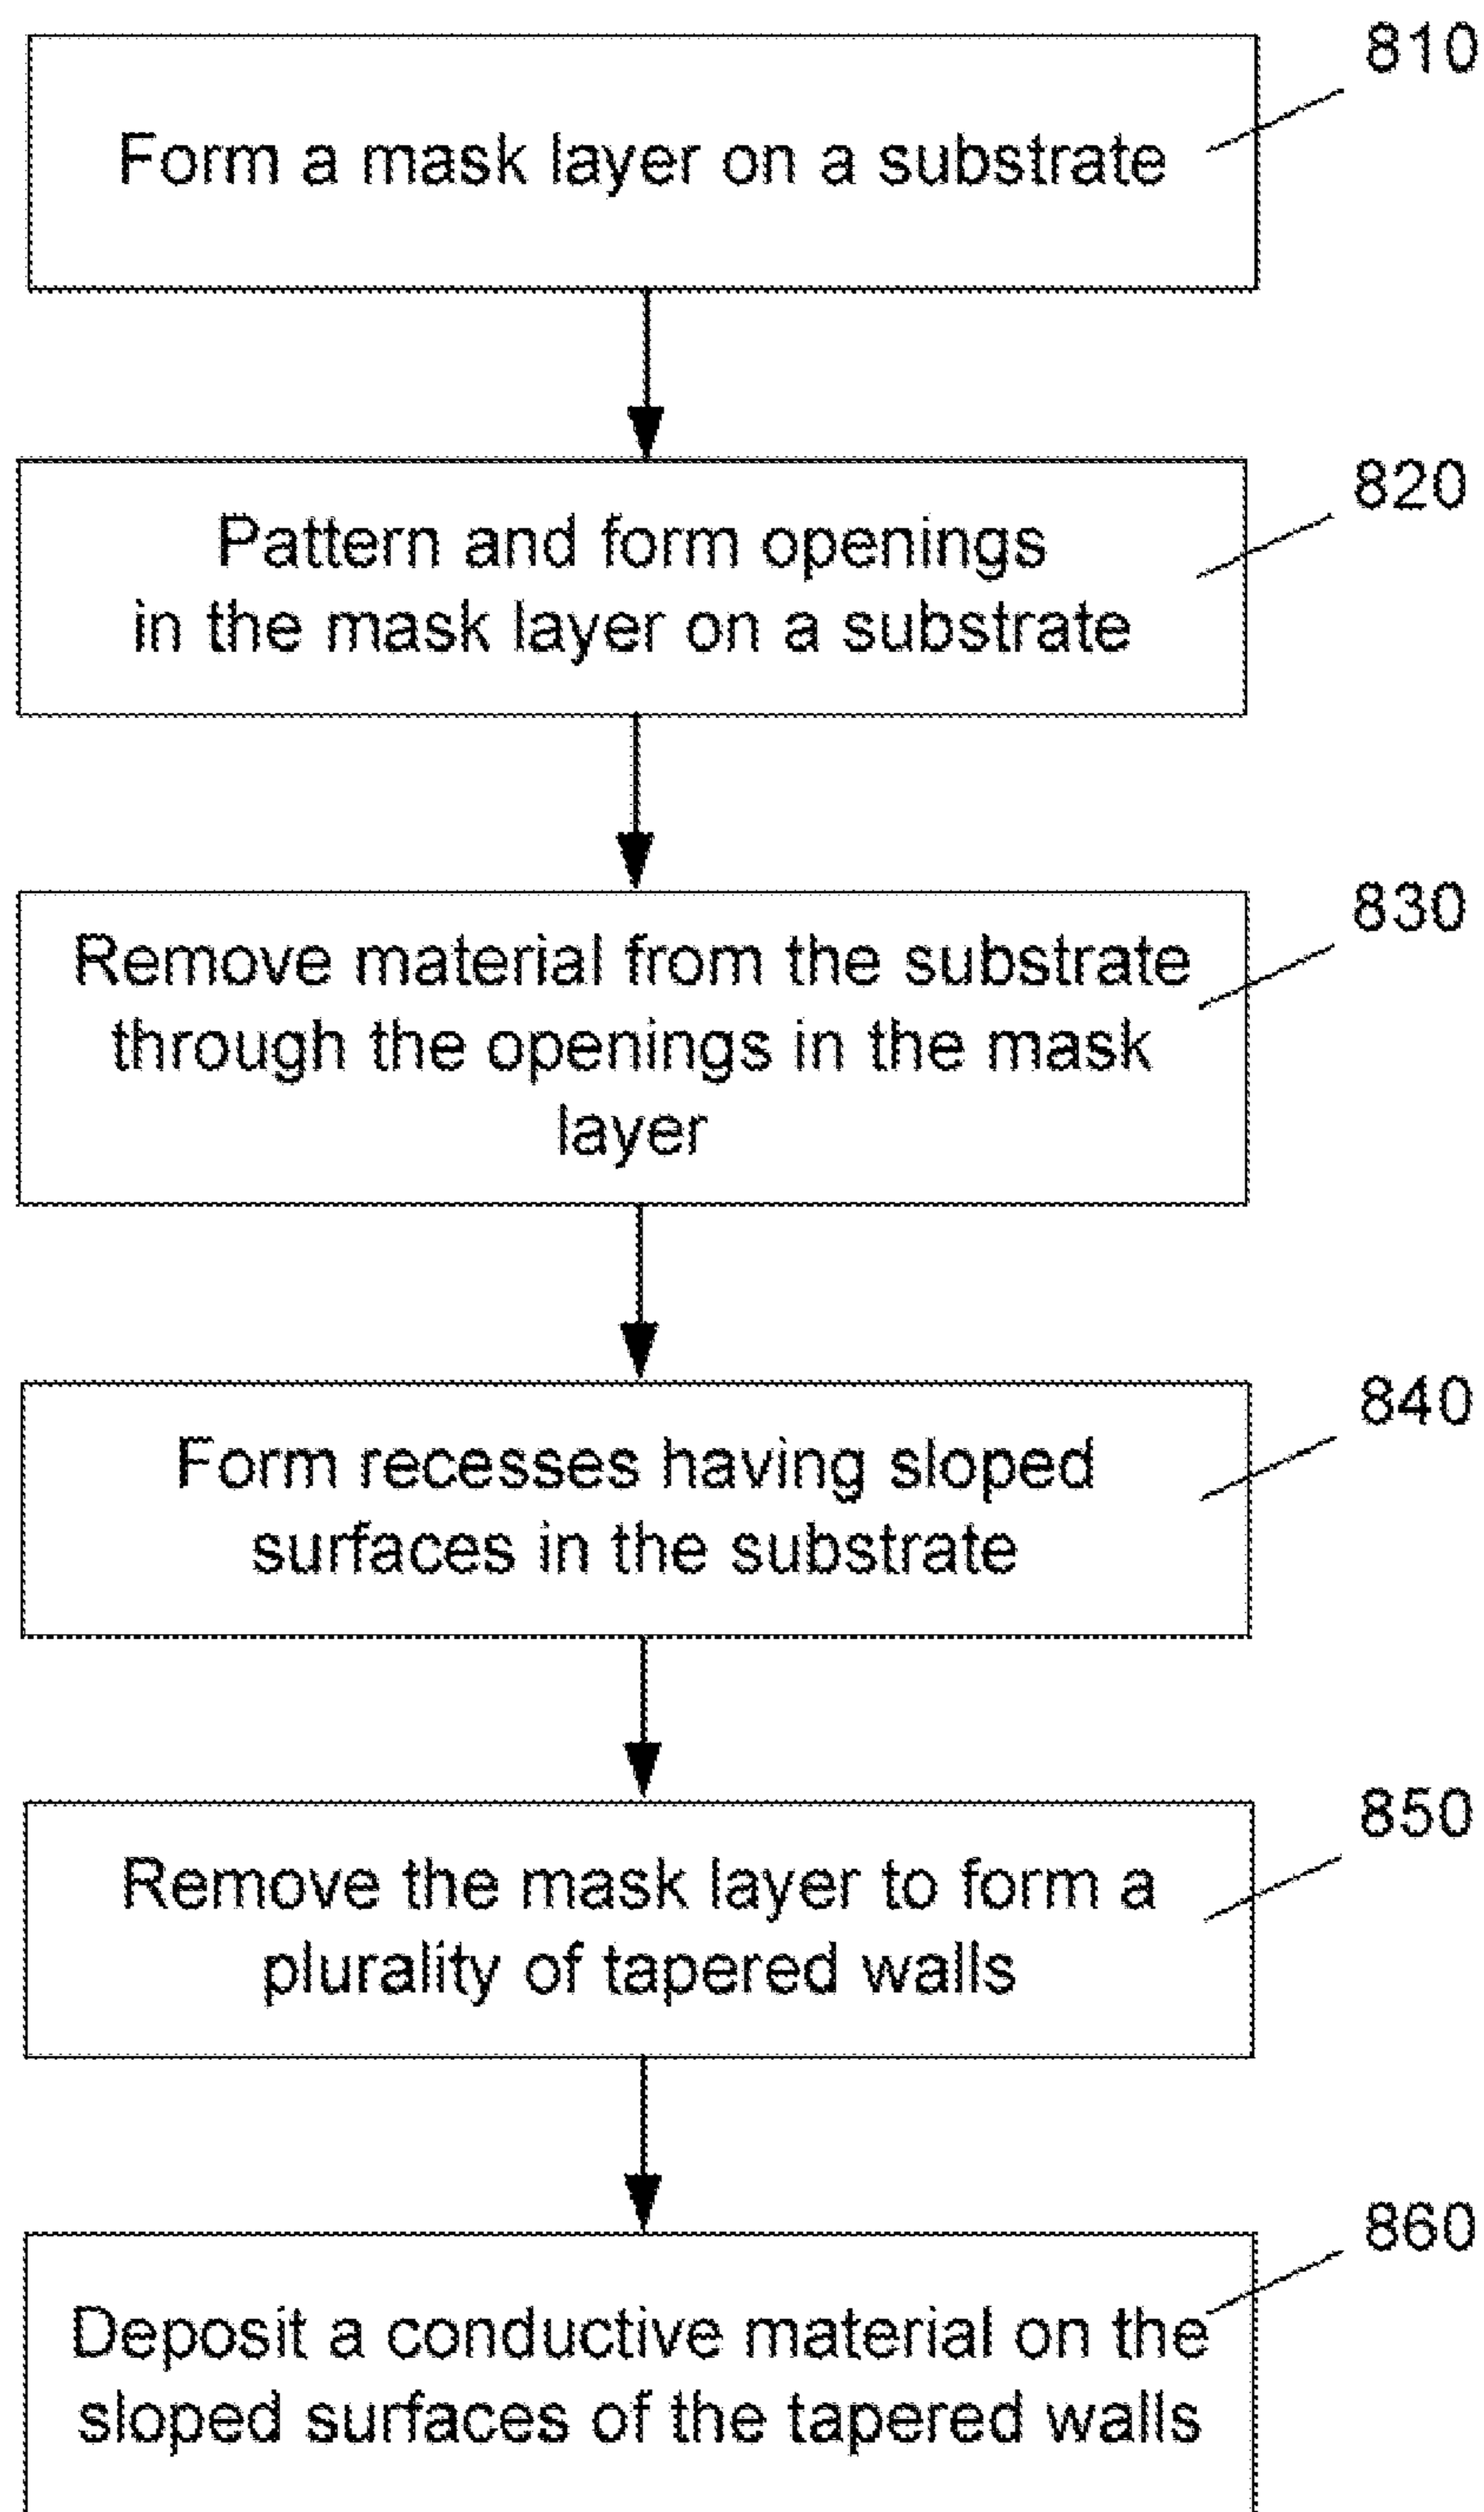 810
Form a mask layer on a substrate
820
Pattern and form openings
in the mask layer on a substrate
830
Remove material from the substrate
through the openings in the mask
layer
840
Form recesses having sloped
surfaces in the substrate
850
Remove the mask layer to form a
plurality of tapered walls
860
Deposit a conductive material on the
sloped surfaces of the tapered walls